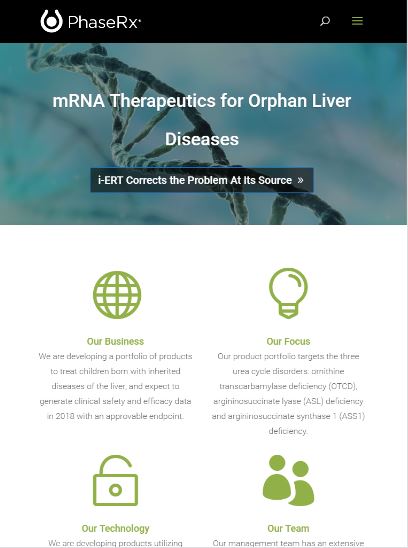 PhaseRx
mRNA Therapeutics for Orphan Liver
Diseases
i-ERT Corrects the Problem At Its Source »
Our Business
We are developing a portfolio of products
to treat children born with inherited
diseases of the liver, and expect to
generate clinical safety and efficacy data
in 2018 with an approvable endpoint.
Our Focus
Our product portfolio targets the three
urea cycle disorders: ornithine
transcarbamylase deficiency (OTCD),
argininosuccinate lyase (ASL) deficiency
and argininosuccinate synthase 1 (ASS1)
deficiency.
Our Technology
We are developing products utilizing
Our Team
Our management team has an extensive